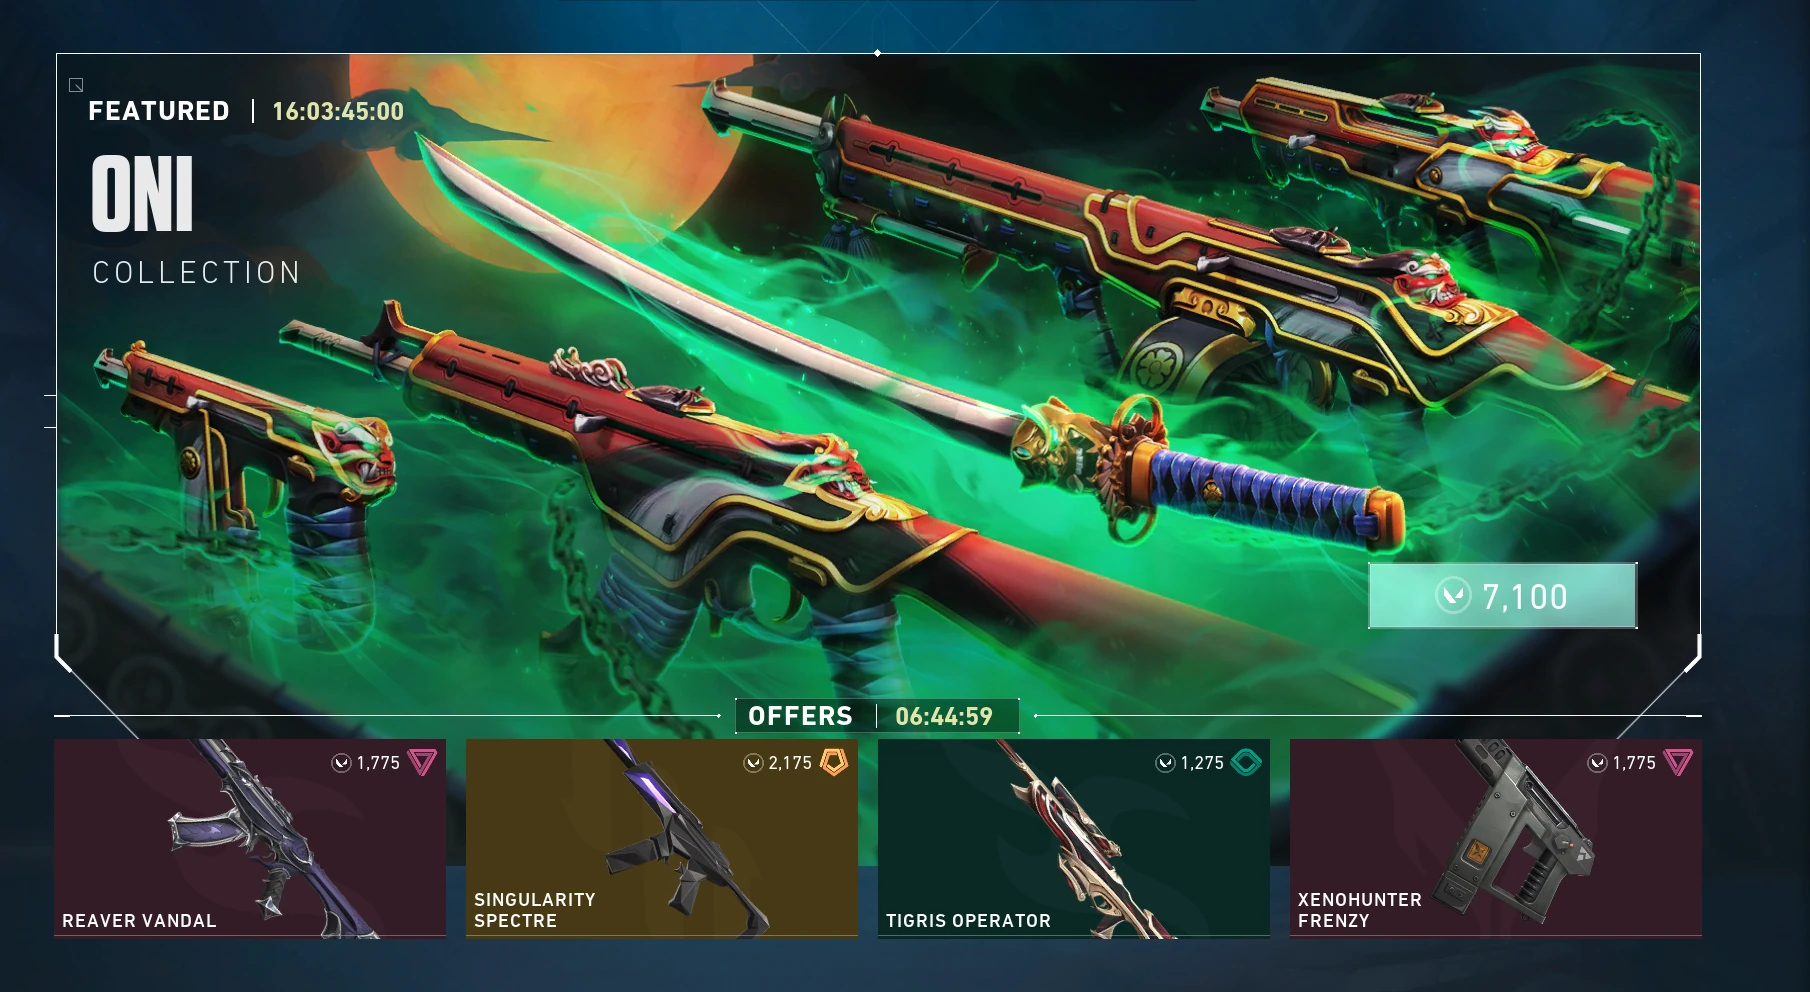 FEATURED | 16:03:45:00
ONI
COLLECTION
7,100
OFFERS | 06:44:59
1,775
REAVER VANDAL
2,175
SINGULARITY
SPECTRE
1,275
TIGRIS OPERATOR
1,775
XENOHUNTER
FRENZY